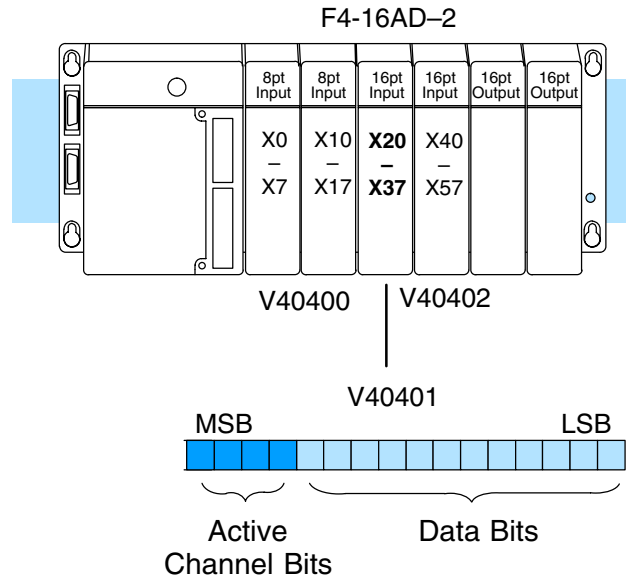 F4-16AD–2
8pt Input
8pt Input
16pt Input
16pt Input
16pt Output
16pt Output
X0 – X7
X10 – X17
X20 – X37
X40 – X57
V40400
V40402
V40401
MSB
LSB
Active Channel Bits
Data Bits